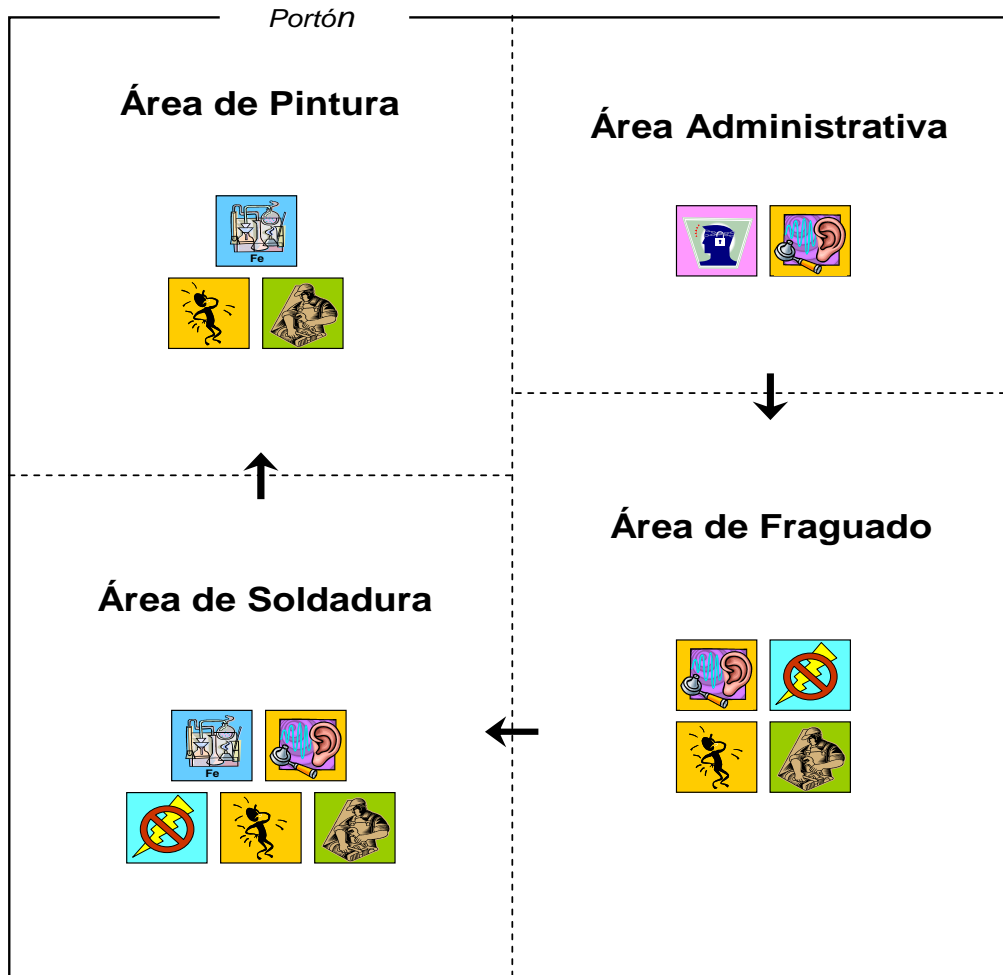 Portón
Área de Pintura
Área Administrativa
Fe
Área de Fraguado
Área de Soldadura
Fe